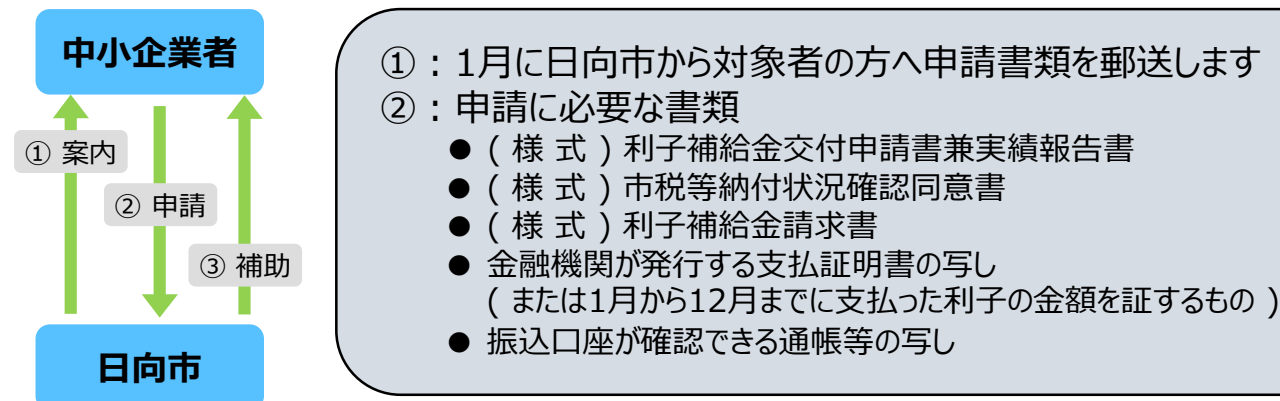 中小企業者
① 案内
② 申請
③ 補助
日向市
①：1月に日向市から対象者の方へ申請書類を郵送します
②：申請に必要な書類
● ( 様 式 ) 利子補給金交付申請書兼実績報告書
● ( 様 式 ) 市税等納付状況確認同意書
● ( 様 式 ) 利子補給金請求書
● 金融機関が発行する支払証明書の写し
( または1月から12月までに支払った利子の金額を証するもの )
● 振込口座が確認できる通帳等の写し